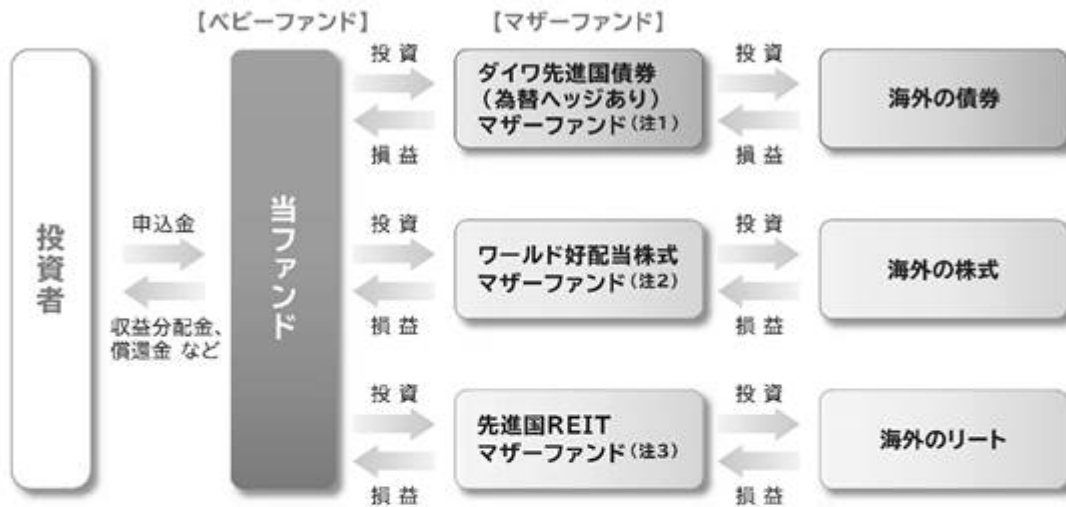 【ベビーファンド】
【マザーファンド】
投資者
申込金
収益分配金、
償還金 など
当ファンド
投 資
損 益
ダイワ先進国債券
（為替ヘッジあり）
マザーファンド（注1）
投 資
損 益
海外の債券
投 資
損 益
ワールド好配当株式
マザーファンド（注2）
投 資
損 益
海外の株式
投 資
損 益
先進国REIT
マザーファンド（注3）
投 資
損 益
海外のリート